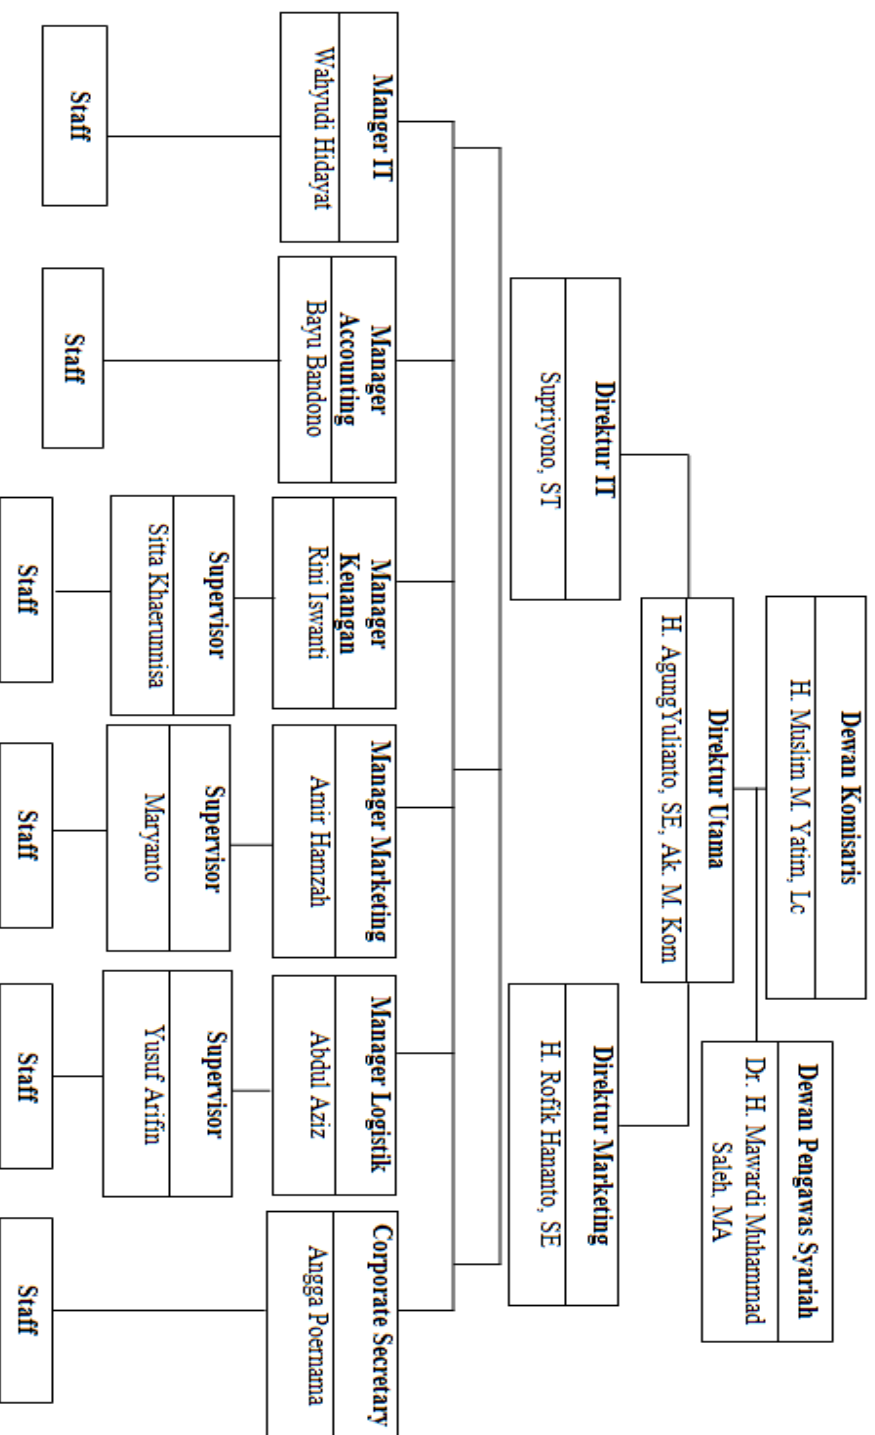 Dewan Komisaris
H. Muslim M. Yatim, Lc
Dewan Pengawas Syariah
Dr. H. Mawardi Muhammad
Saleh. MA
Direktur Utama
H. AgungYulianto, SE, Ak. M. Kom
Direktur IT
Supriyono, ST
Direktur Marketing
H. Rofik Hananto, SE
Manger IT
Wahyudi Hidayat
Manager
Accounting
Bayu Bandono
Manager
Keuangan
Rini Iswanti
Manager Marketing
Amir Hamzah
Manager Logistik
Abdul Aziz
Corporate Secretary
Angga Poernama
Supervisor
Sitta Khaerunnisa
Supervisor
Maryanto
Supervisor
Yusuf Arifin
Staff
Staff
Staff
Staff
Staff
Staff